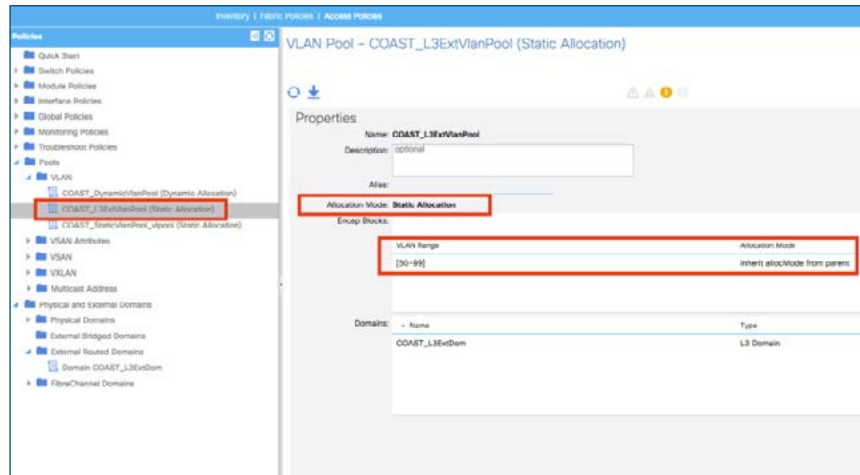 Inventory | Fabric Policies | Access Policies
Policies
Quick Start
Switch Policies
Module Policies
Interface Policies
Global Policies
Monitoring Policies
Troubleshoot Policies
Pools
VLAN
COAST_DynamicVlanPool (Dynamic Allocation)
COAST_L3ExtVlanPool (Static Allocation)
COAST_StaticVlanPool_vlpool (Static Allocation)
VSAN Attributes
VSAN
VXLAN
Multicast Address
Physical and External Domains
Physical Domains
External Bridged Domains
External Routed Domains
Domain COAST_L3ExtDom
FibreChannel Domains
VLAN Pool - COAST_L3ExtVlanPool (Static Allocation)
Properties
Name: COAST_L3ExtVlanPool
Description: optional
Alias:
Allocation Mode: Static Allocation
Encap Blocks:
VLAN Range Allocation Mode
[50-99] Inherit allocMode from parent
Domains:
Name Type
COAST_L3ExtDom L3 Domain